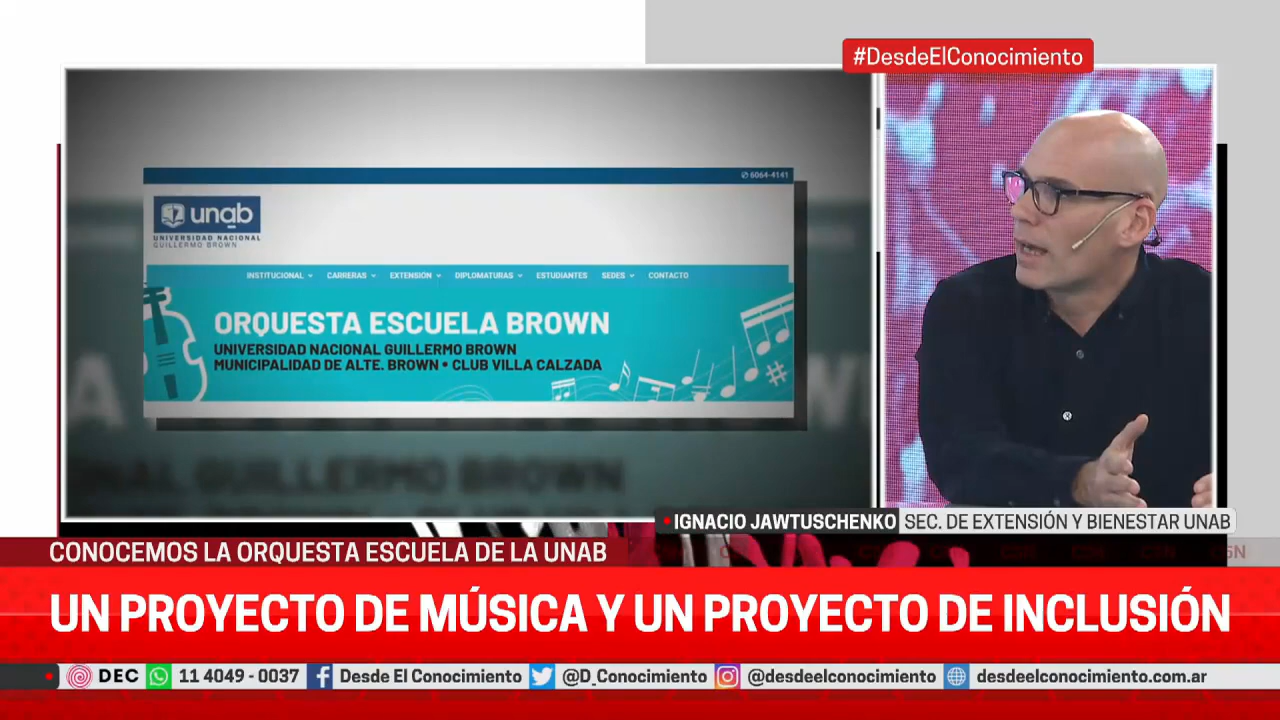 #DesdeElConocimiento
✆ 6064-4141
unab
UNIVERSIDAD NACIONAL
GUILLERMO BROWN
INSTITUCIONAL CARRERAS EXTENSIÓN DIPLOMATURAS ESTUDIANTES SEDES CONTACTO
ORQUESTA ESCUELA BROWN
UNIVERSIDAD NACIONAL GUILLERMO BROWN
MUNICIPALIDAD DE ALTE. BROWN • CLUB VILLA CALZADA
NAL GUILLERMO BROWN
IGNACIO JAWTUSCHENKO SEC. DE EXTENSIÓN Y BIENESTAR UNAB
CONOCEMOS LA ORQUESTA ESCUELA DE LA UNAB
UN PROYECTO DE MÚSICA Y UN PROYECTO DE INCLUSIÓN
DEC 11 4049 - 0037 Desde El Conocimiento @D_Conocimiento @desdeelconocimiento desdeelconocimiento.com.ar